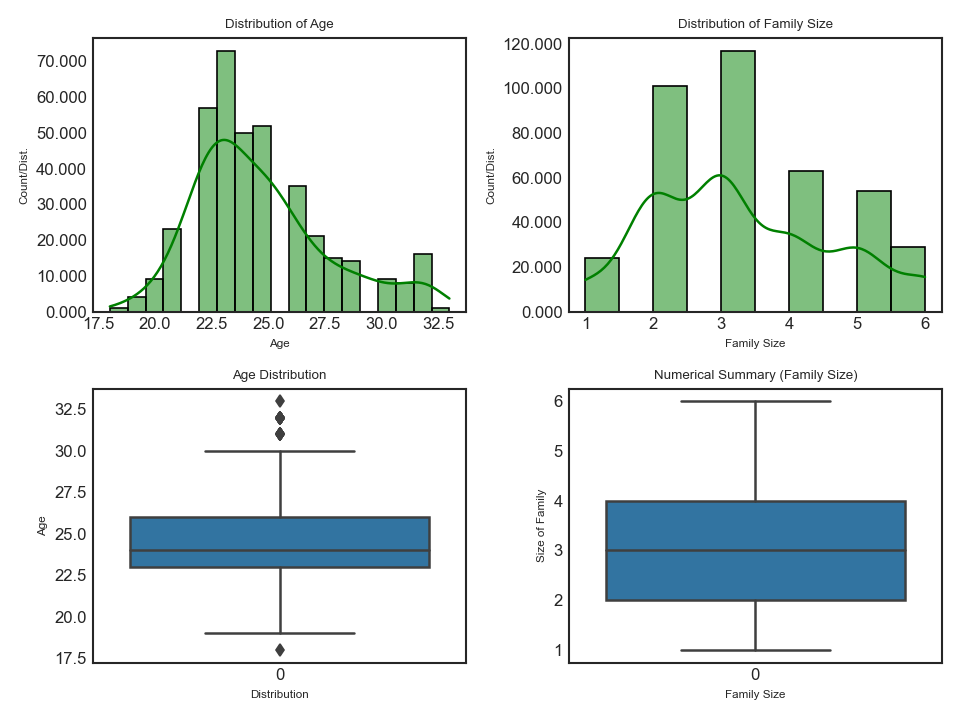 Distribution of Age
70.000
60.000
50.000
40.000
30.000
20.000
10.000
0.000
Count/Dist.
17.5 20.0 22.5 25.0 27.5 30.0 32.5
Age
Distribution of Family Size
120.000
100.000
80.000
60.000
40.000
20.000
0.000
Count/Dist.
1 2 3 4 5 6
Family Size
Age Distribution
32.5
30.0
27.5
25.0
22.5
20.0
17.5
Age
0
Distribution
Numerical Summary (Family Size)
6
5
4
3
2
1
Size of Family
0
Family Size